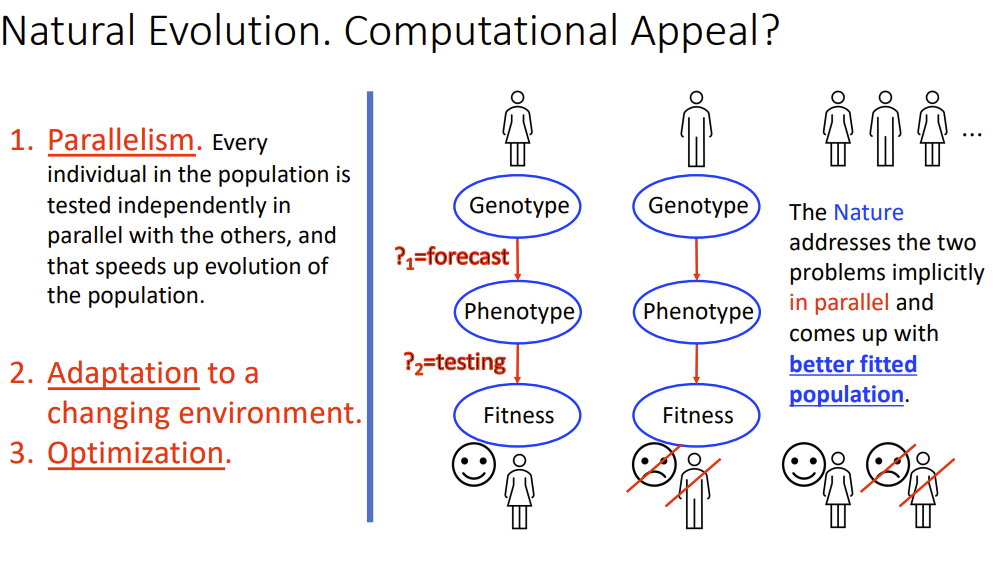 Natural Evolution. Computational Appeal?
1. Parallelism. Every
individual in the population is
tested independently in
parallel with the others, and
that speeds up evolution of
the population.
2. Adaptation to a
changing environment.
3. Optimization.
Genotype
?₁=forecast
Phenotype
?₂=testing
Fitness
Genotype
Phenotype
Fitness
...
The Nature
addresses the two
problems implicitly
in parallel and
comes up with
better fitted
population.